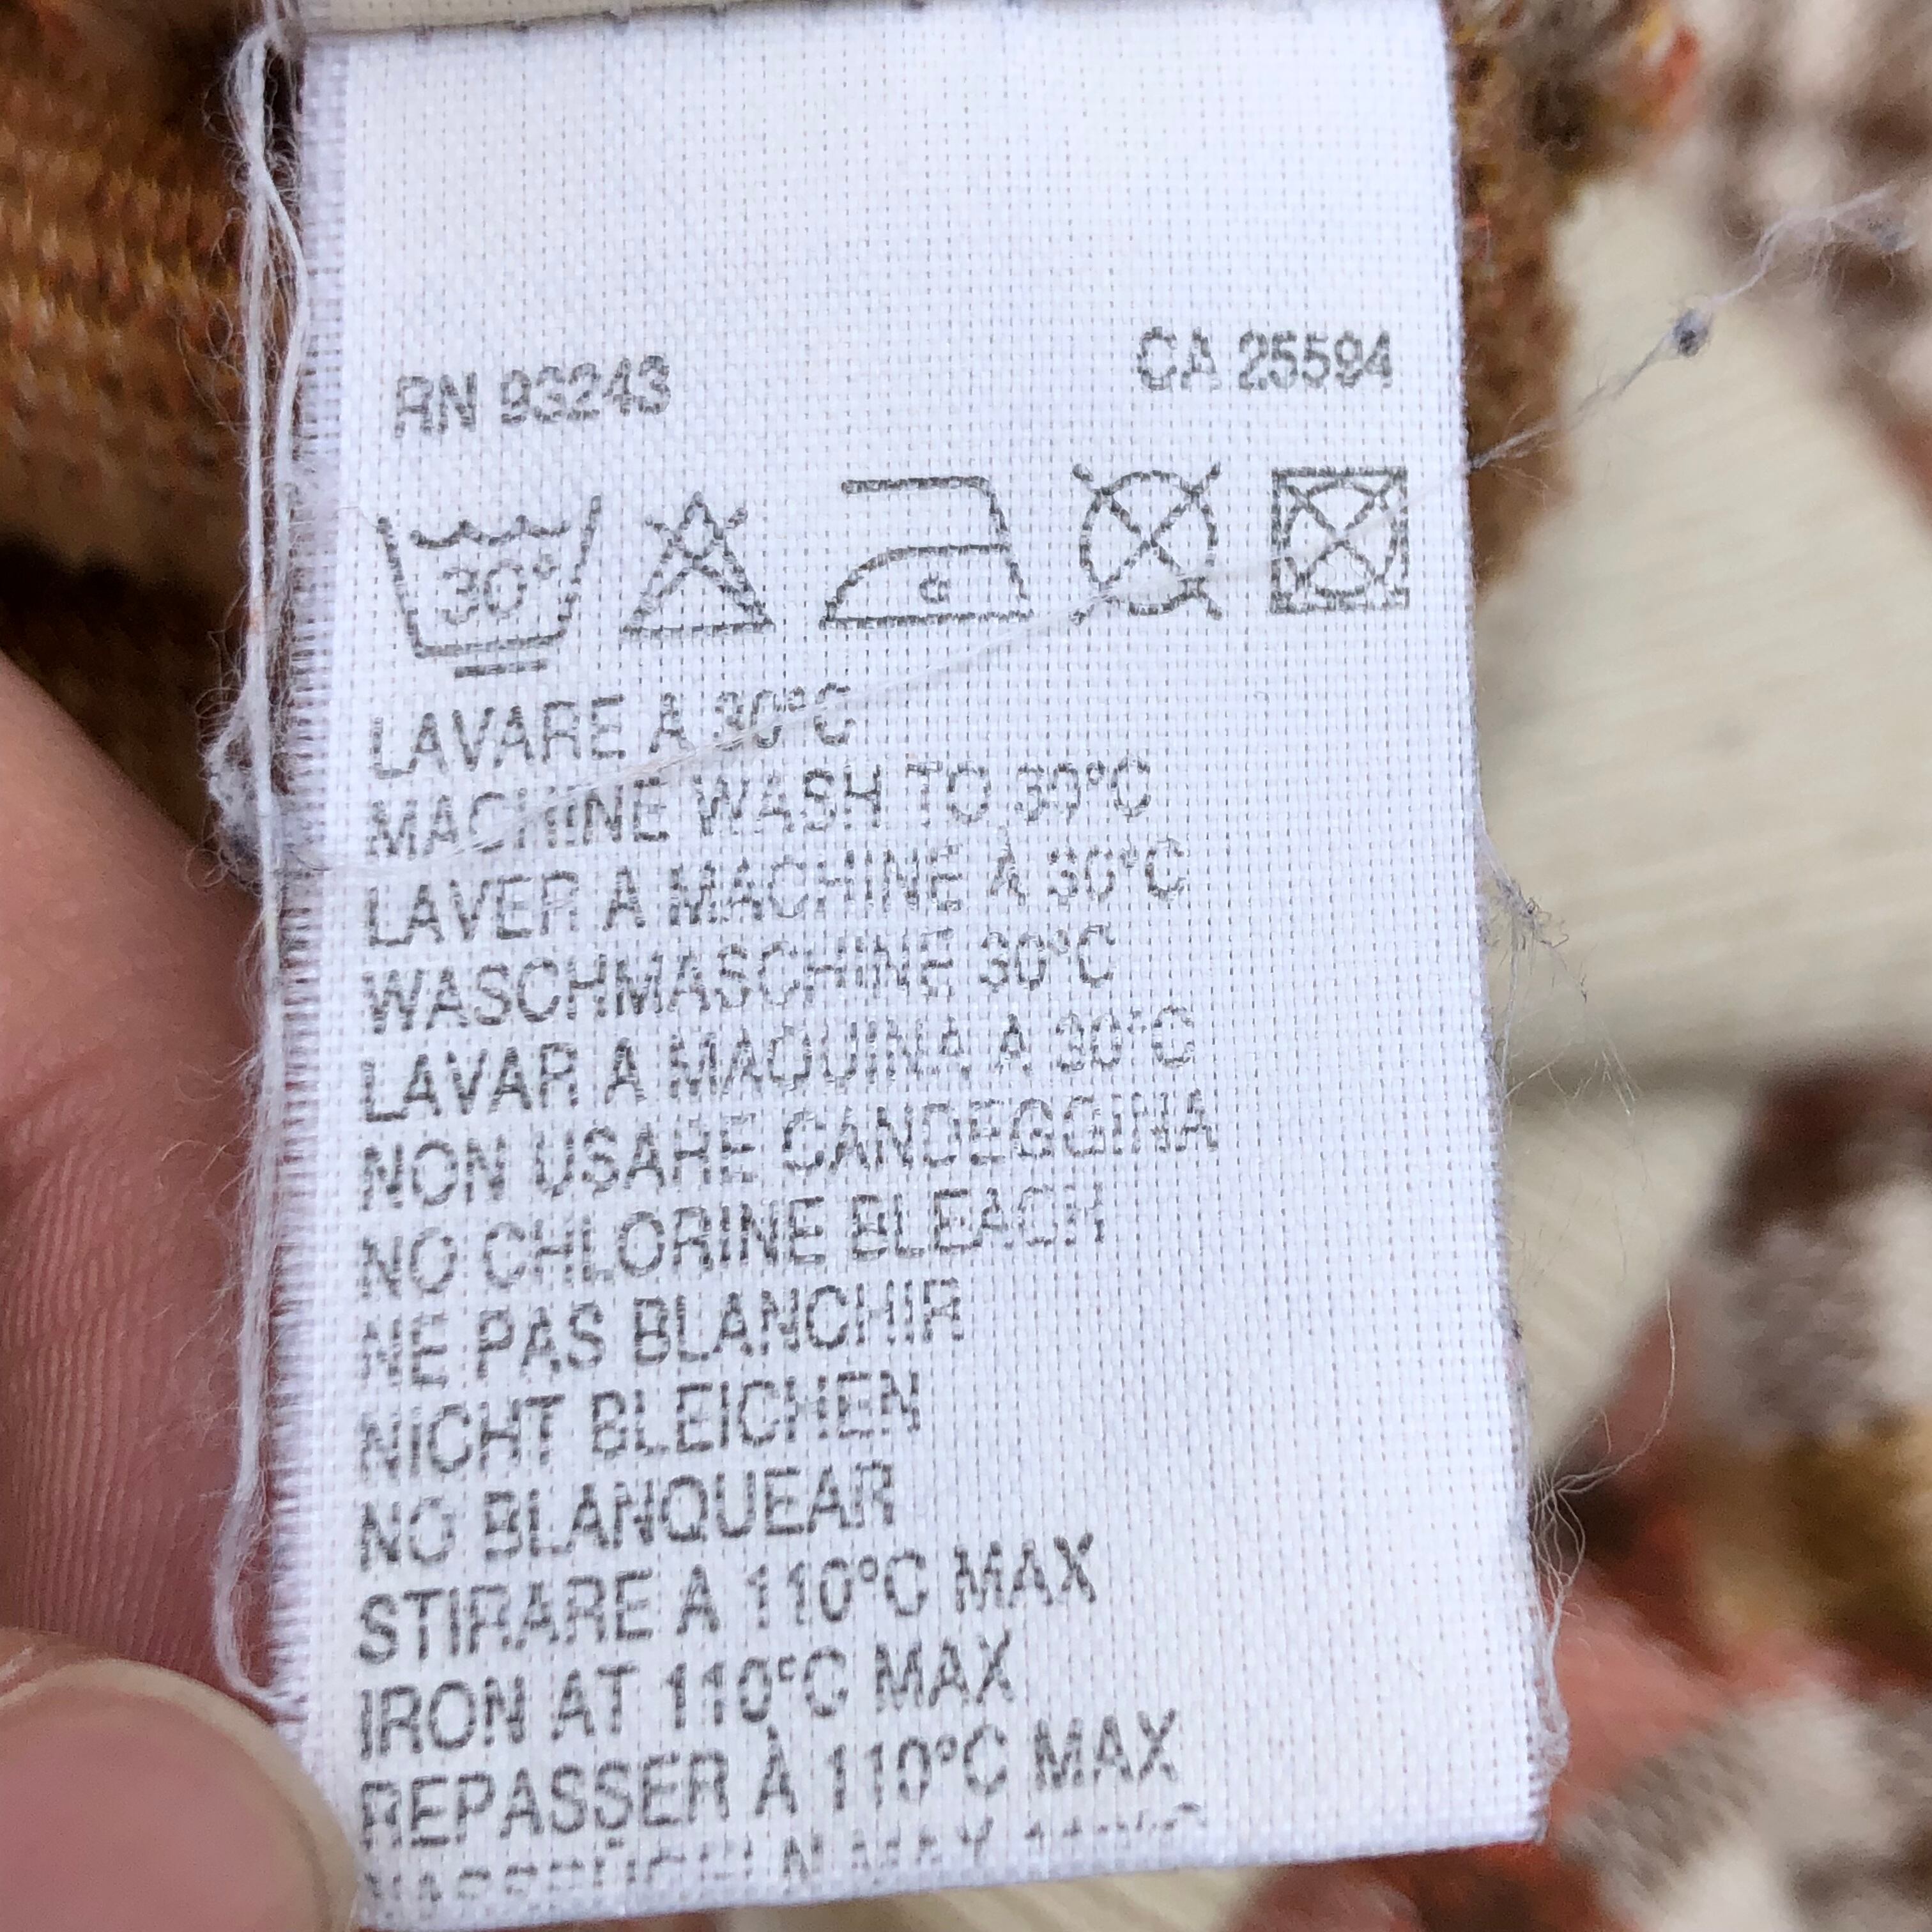 RN 93243 CA 25594
30°
LAVARE A 30°C
MACHINE WASH TO 30°C
LAVER A MACHINE À 30°C
WASCHMASCHINE 30°C
LAVAR A MAQUINA A 30°C
NON USARE CANDEGGINA
NO CHLORINE BLEACH
NE PAS BLANCHIR
NICHT BLEICHEN
NO BLANQUEAR
STIRARE A 110°C MAX
IRON AT 110°C MAX
REPASSER À 110°C MAX